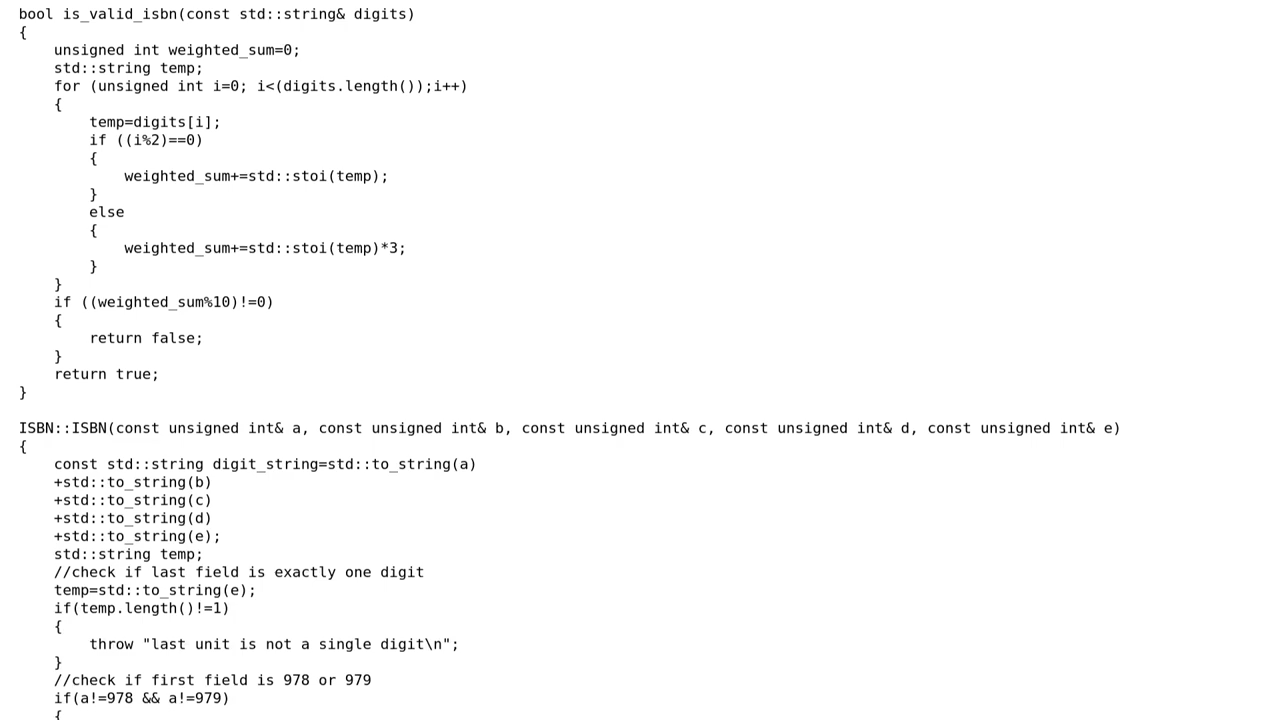 bool is_valid_isbn(const std::string& digits)
{
    unsigned int weighted_sum=0;
    std::string temp;
    for (unsigned int i=0; i<(digits.length());i++)
    {
        temp=digits[i];
        if ((i%2)==0)
        {
            weighted_sum+=std::stoi(temp);
        }
        else
        {
            weighted_sum+=std::stoi(temp)*3;
        }
    }
    if ((weighted_sum%10)!=0)
    {
        return false;
    }
    return true;
}

ISBN::ISBN(const unsigned int& a, const unsigned int& b, const unsigned int& c, const unsigned int& d, const unsigned int& e)
{
    const std::string digit_string=std::to_string(a)
    +std::to_string(b)
    +std::to_string(c)
    +std::to_string(d)
    +std::to_string(e);
    std::string temp;
    //check if last field is exactly one digit
    temp=std::to_string(e);
    if(temp.length()!=1)
    {
        throw "last unit is not a single digit\n";
    }
    //check if first field is 978 or 979
    if(a!=978 && a!=979)
    {